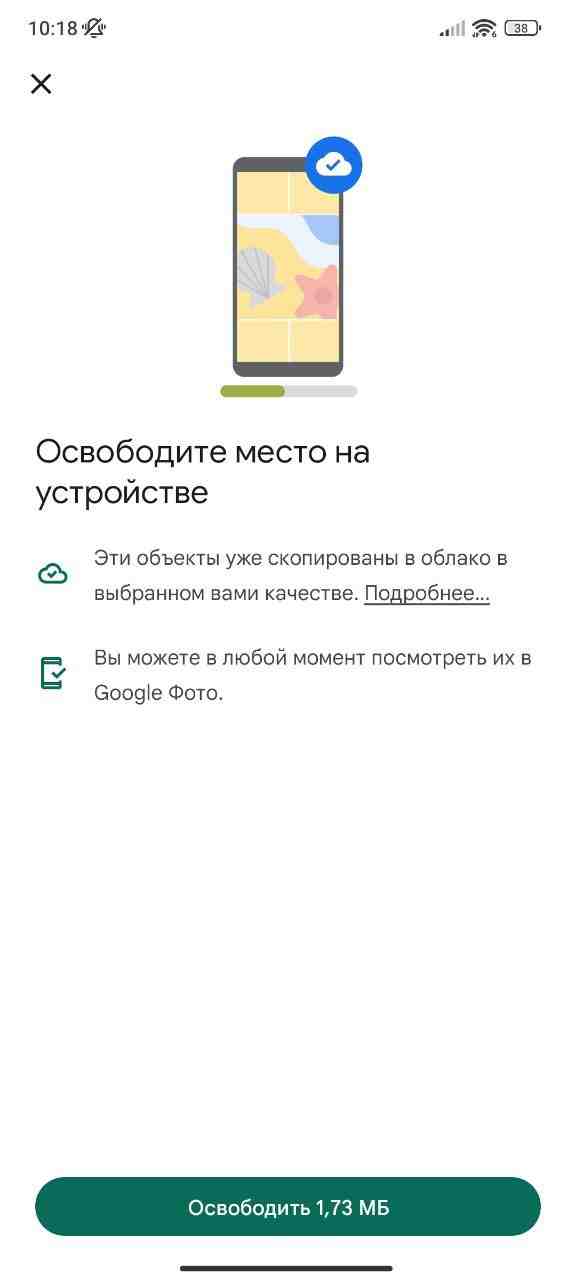 10:18
38
Освободите место на
устройстве
Эти объекты уже скопированы в облако в
выбранном вами качестве. Подробнее...
Вы можете в любой момент посмотреть их в
Google Фото.
Освободить 1,73 МБ